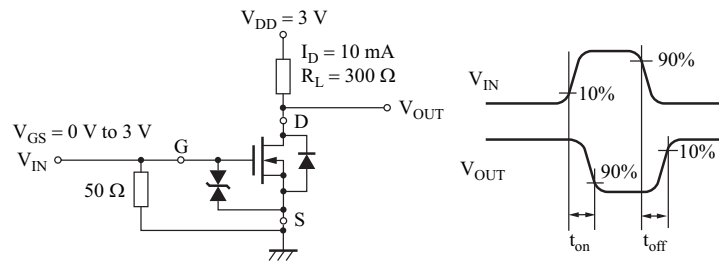 V_DD = 3 V
I_D = 10 mA
R_L = 300 Ω
V_OUT
D
V_GS = 0 V to 3 V
V_IN
G
50 Ω
S
V_IN
10%
90%
V_OUT
90%
10%
t_on
t_off